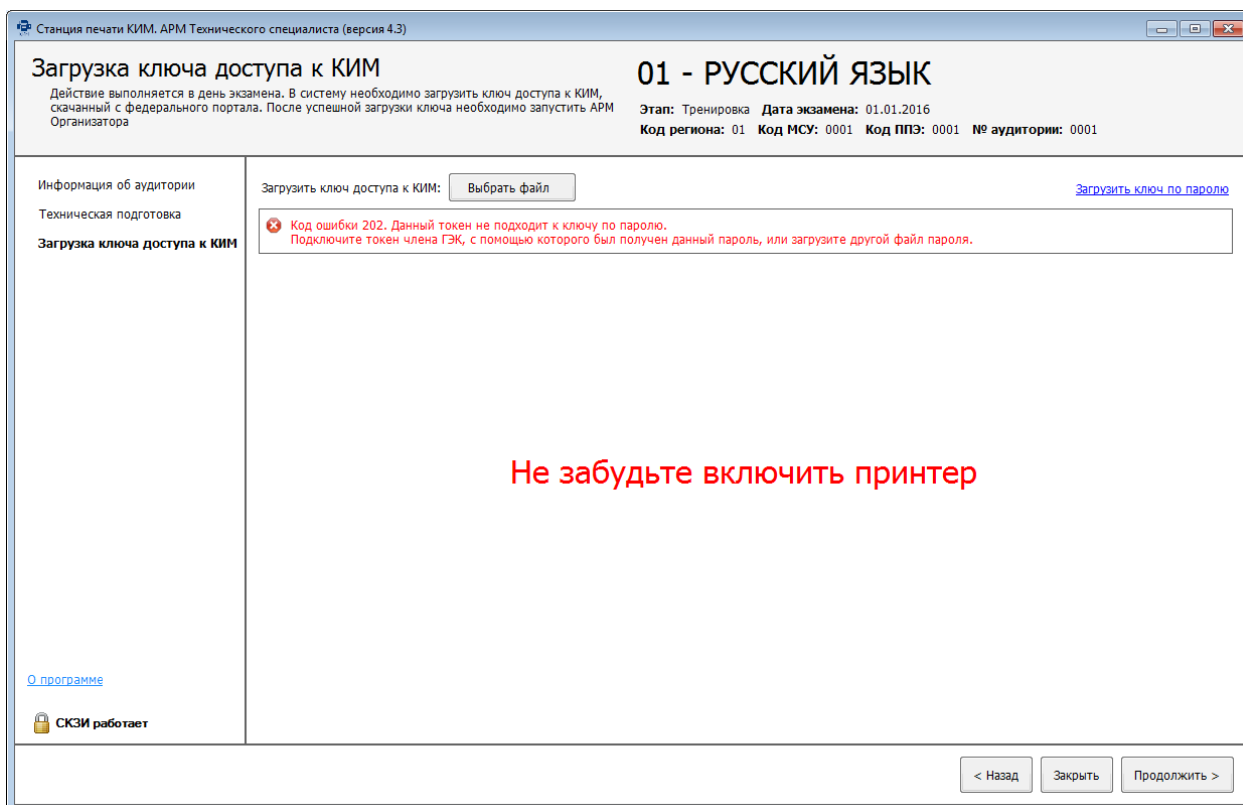 Станция печати КИМ. АРМ Технического специалиста (версия 4.3)
Загрузка ключа доступа к КИМ
Действие выполняется в день экзамена. В систему необходимо загрузить ключ доступа к КИМ,
скачанный с федерального портала. После успешной загрузки ключа необходимо запустить АРМ
Организатора
01 - РУССКИЙ ЯЗЫК
Этап: Тренировка Дата экзамена: 01.01.2016
Код региона: 01 Код МСУ: 0001 Код ППЭ: 0001 № аудитории: 0001
Информация об аудитории
Техническая подготовка
Загрузка ключа доступа к КИМ
Загрузить ключ доступа к КИМ: Выбрать файл Загрузить ключ по паролю
Код ошибки 202. Данный токен не подходит к ключу по паролю.
Подключите токен члена ГЭК, с помощью которого был получен данный пароль, или загрузите другой файл пароля.
Не забудьте включить принтер
О программе
СКЗИ работает
< Назад Закрыть Продолжить >